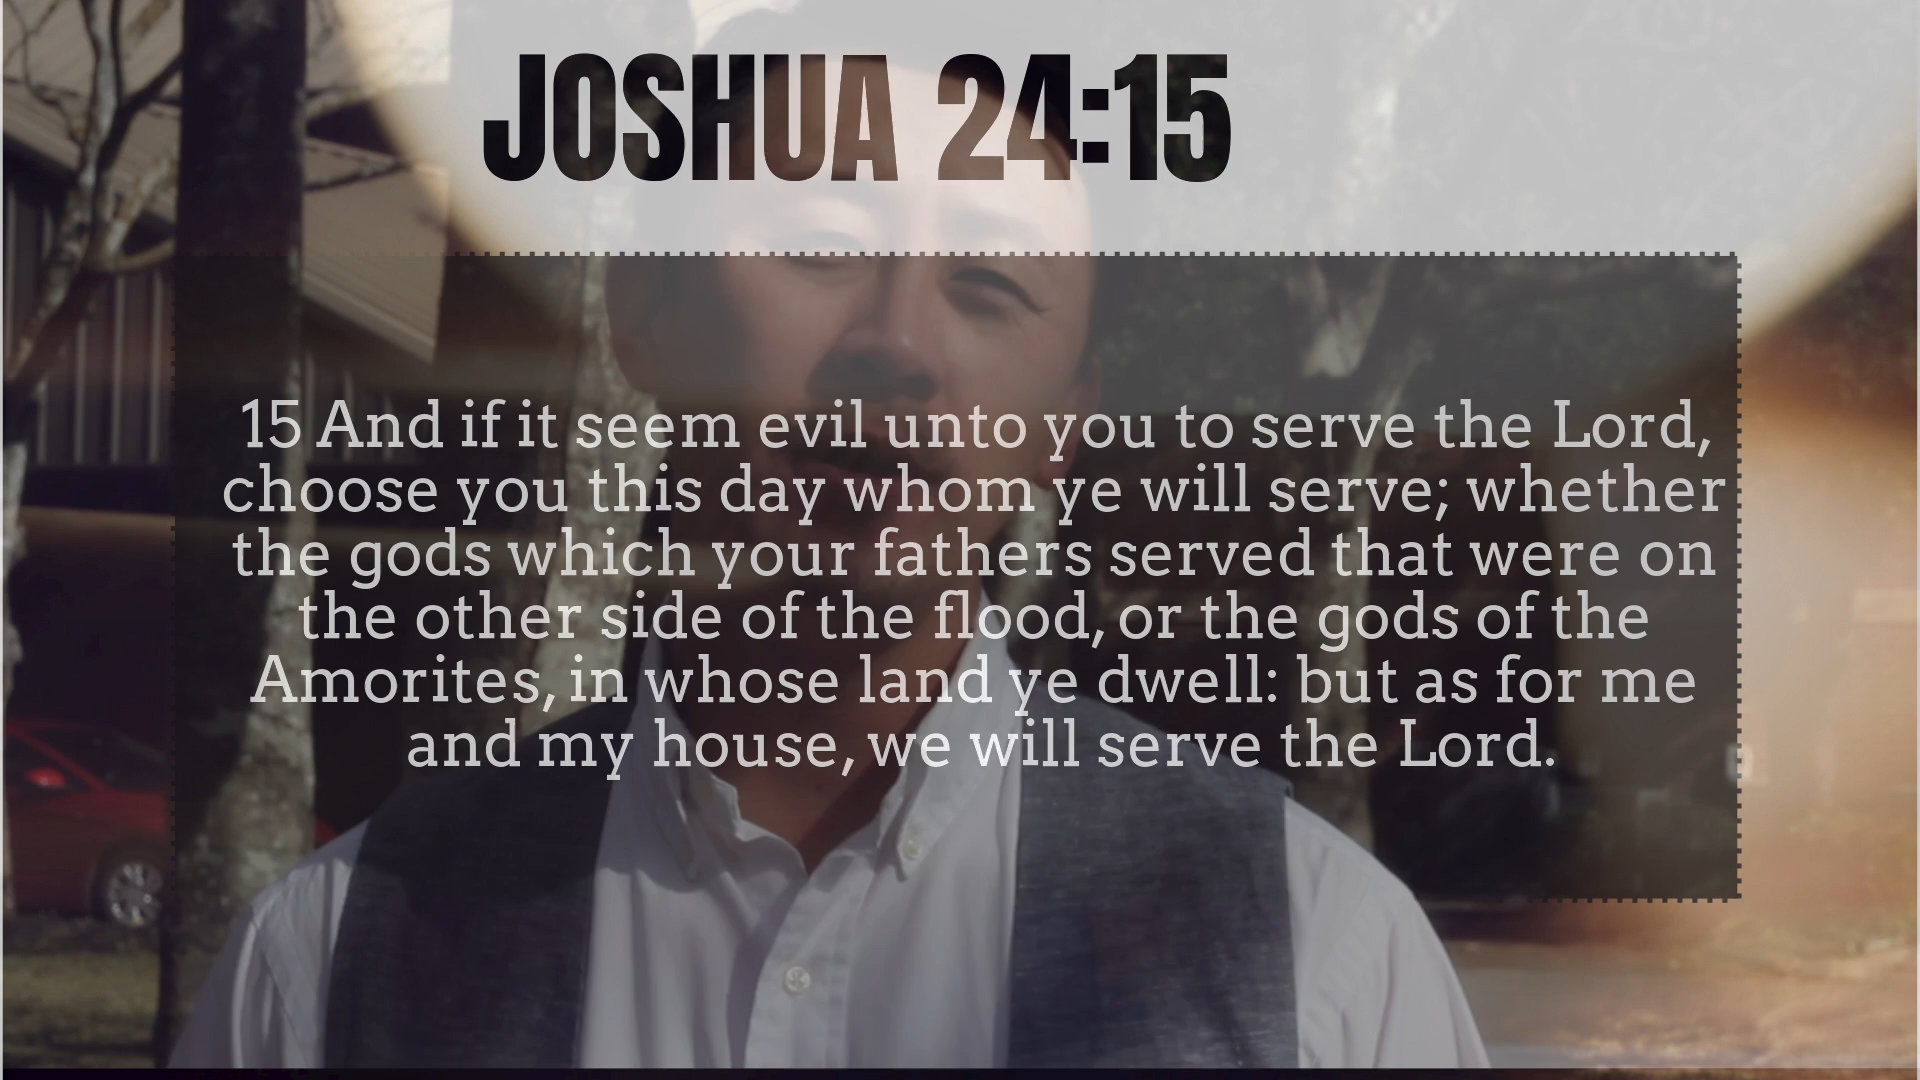 JOSHUA 24:15
15 And if it seem evil unto you to serve the Lord,
choose you this day whom ye will serve; whether
the gods which your fathers served that were on
the other side of the flood, or the gods of the
Amorites, in whose land ye dwell: but as for me
and my house, we will serve the Lord.